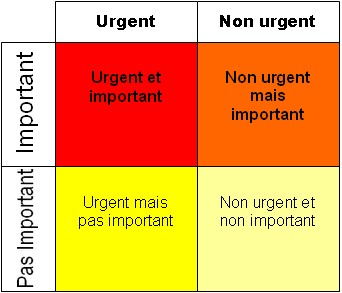 Urgent
Non urgent
Important
Urgent et
important
Non urgent
mais
important
Pas Important
Urgent mais
pas important
Non urgent et
non important